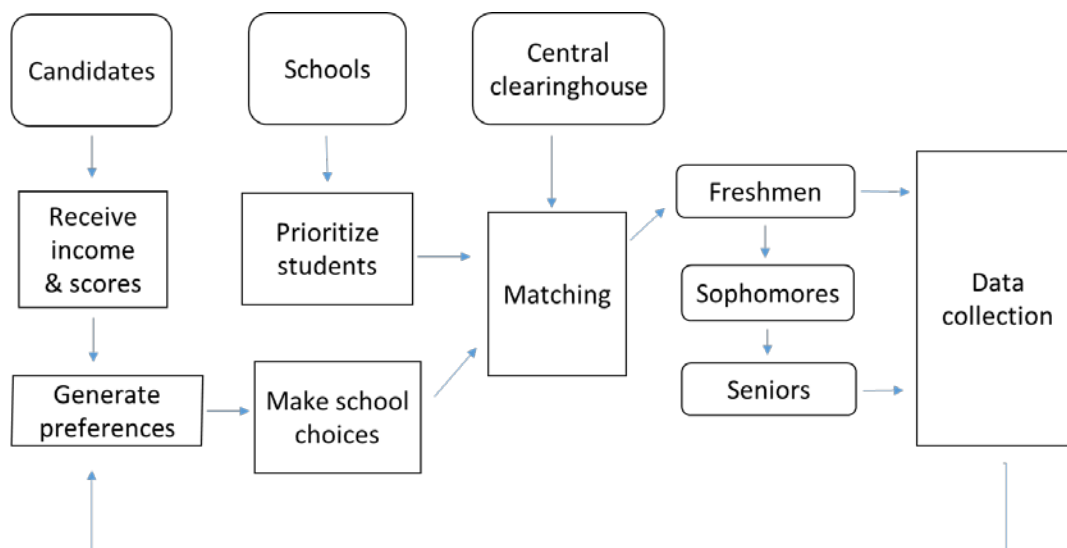 Candidates
Schools
Central
clearinghouse
Receive
income
& scores
Prioritize
students
Matching
Freshmen
Sophomores
Seniors
Data
collection
Generate
preferences
Make school
choices